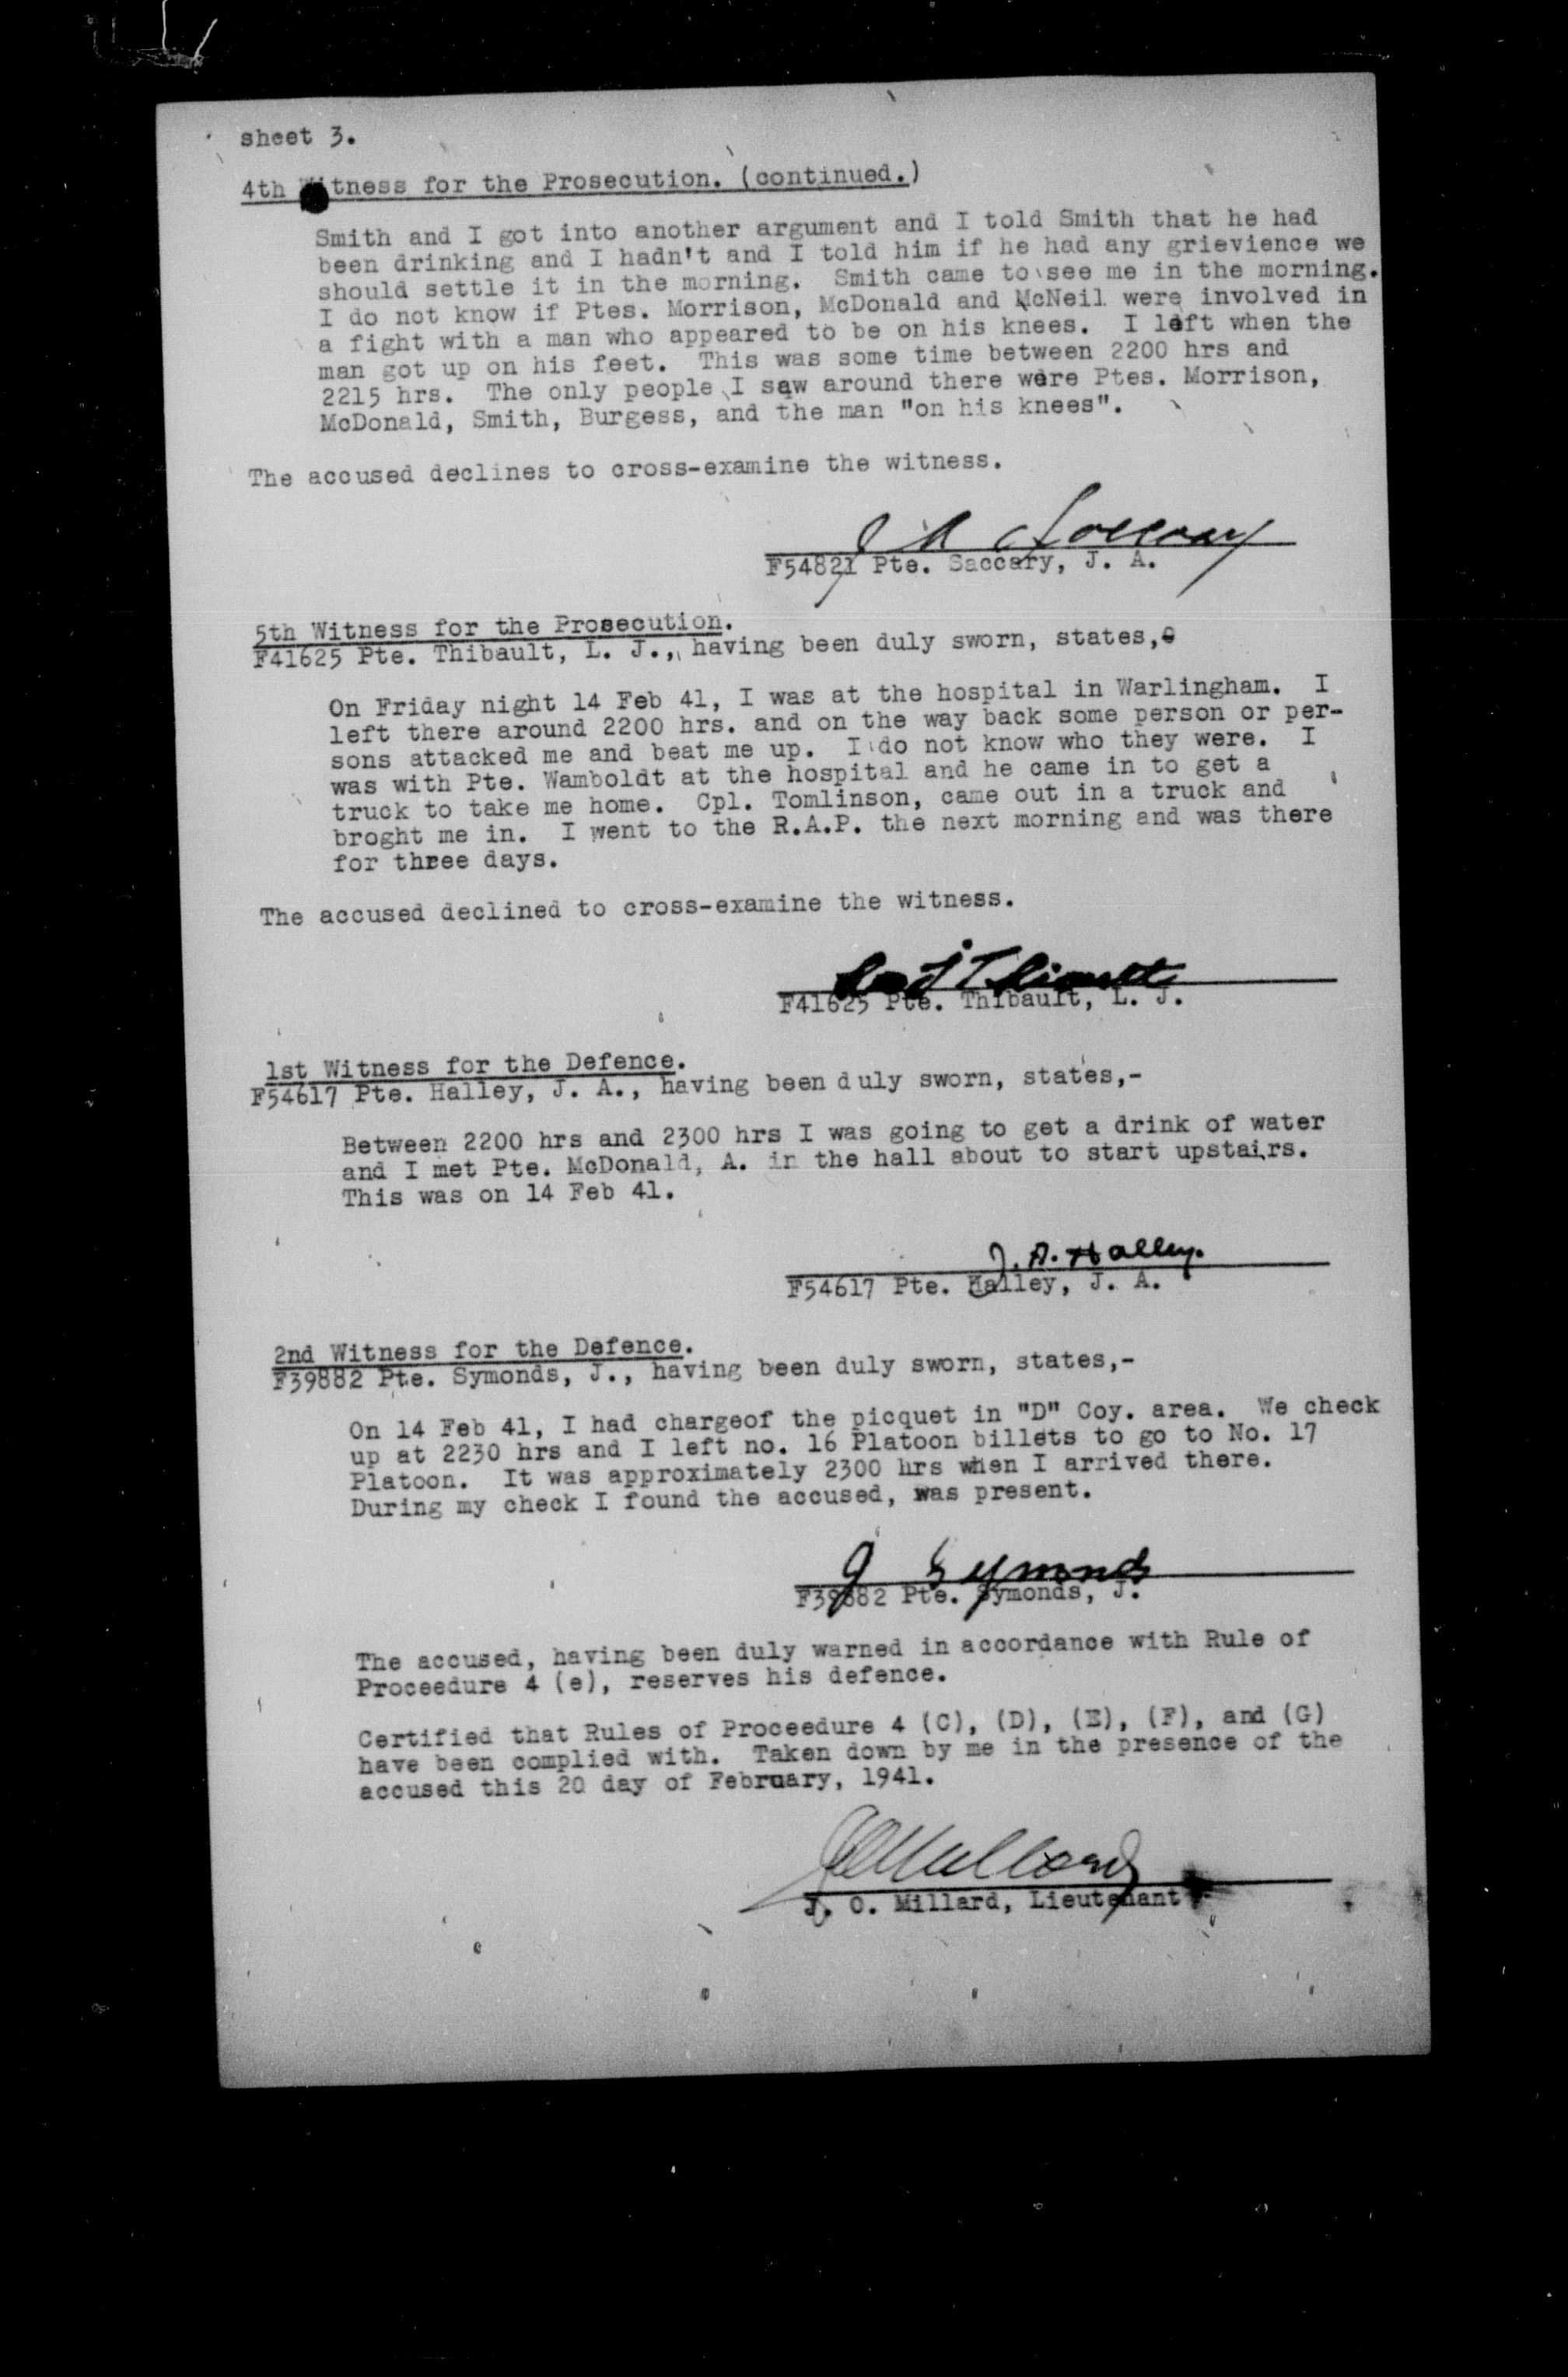 sheet 3.
4th Witness for the Prosecution. (continued.)
Smith and I got into another argument and I told Smith that he had
been drinking and I hadn't and I told him if he had any grievience we
should settle it in the morning. Smith came to see me in the morning.
I do not know if Ptes. Morrison, McDonald and McNeil were involved in
a fight with a man who appeared to be on his knees. I left when the
man got up on his feet. This was some time between 2200 hrs and
2215 hrs. The only people I saw around there were Ptes. Morrison,
McDonald, Smith, Burgess, and the man "on his knees".
The accused declines to cross-examine the witness.
J A Saccary
F54821 Pte. Saccary, J. A.
5th Witness for the Prosecution.
F41625 Pte. Thibault, L. J., having been duly sworn, states,
On Friday night 14 Feb 41, I was at the hospital in Warlingham. I
left there around 2200 hrs. and on the way back some person or per-
sons attacked me and beat me up. I do not know who they were. I
was with Pte. Wamboldt at the hospital and he came in to get a
truck to take me home. Cpl. Tomlinson, came out in a truck and
broght me in. I went to the R.A.P. the next morning and was there
for three days.
The accused declined to cross-examine the witness.
J Thibault
F41625 Pte. Thibault, L. J.
1st Witness for the Defence.
F54617 Pte. Halley, J. A., having been duly sworn, states,-
Between 2200 hrs and 2300 hrs I was going to get a drink of water
and I met Pte. McDonald, A. in the hall about to start upstairs.
This was on 14 Feb 41.
J. A. Halley.
F54617 Pte. Halley, J. A.
2nd Witness for the Defence.
F39882 Pte. Symonds, J., having been duly sworn, states,-
On 14 Feb 41, I had chargeof the picquet in "D" Coy. area. We check
up at 2230 hrs and I left no. 16 Platoon billets to go to No. 17
Platoon. It was approximately 2300 hrs when I arrived there.
During my check I found the accused, was present.
J Symonds
F39882 Pte. Symonds, J.
The accused, having been duly warned in accordance with Rule of
Proceedure 4 (e), reserves his defence.
Certified that Rules of Proceedure 4 (C), (D), (E), (F), and (G)
have been complied with. Taken down by me in the presence of the
accused this 20 day of February, 1941.
JOMillard
J. O. Millard, Lieutenant